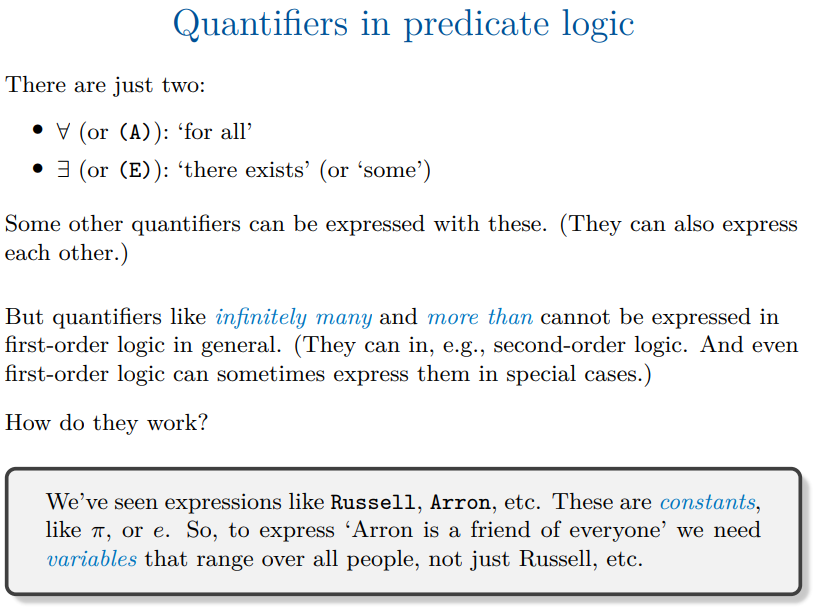 Quantifiers in predicate logic
There are just two:
• ∀ (or (A)): ‘for all’
• ∃ (or (E)): ‘there exists’ (or ‘some’)
Some other quantifiers can be expressed with these. (They can also express
each other.)
But quantifiers like infinitely many and more than cannot be expressed in
first-order logic in general. (They can in, e.g., second-order logic. And even
first-order logic can sometimes express them in special cases.)
How do they work?
We’ve seen expressions like Russell, Arron, etc. These are constants,
like π, or e. So, to express ‘Arron is a friend of everyone’ we need
variables that range over all people, not just Russell, etc.